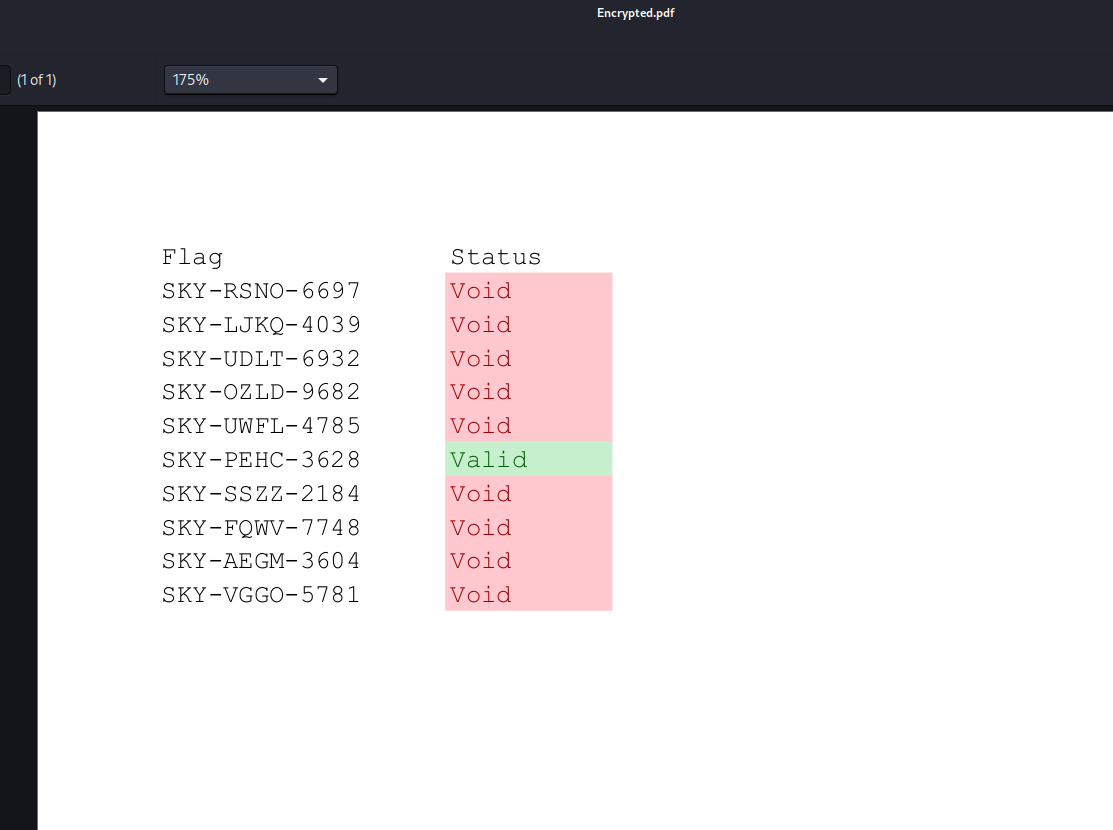 Encrypted.pdf
(1 of 1) 175%
Flag Status
SKY-RSNO-6697 Void
SKY-LJKQ-4039 Void
SKY-UDLT-6932 Void
SKY-OZLD-9682 Void
SKY-UWFL-4785 Void
SKY-PEHC-3628 Valid
SKY-SSZZ-2184 Void
SKY-FQWV-7748 Void
SKY-AEGM-3604 Void
SKY-VGGO-5781 Void